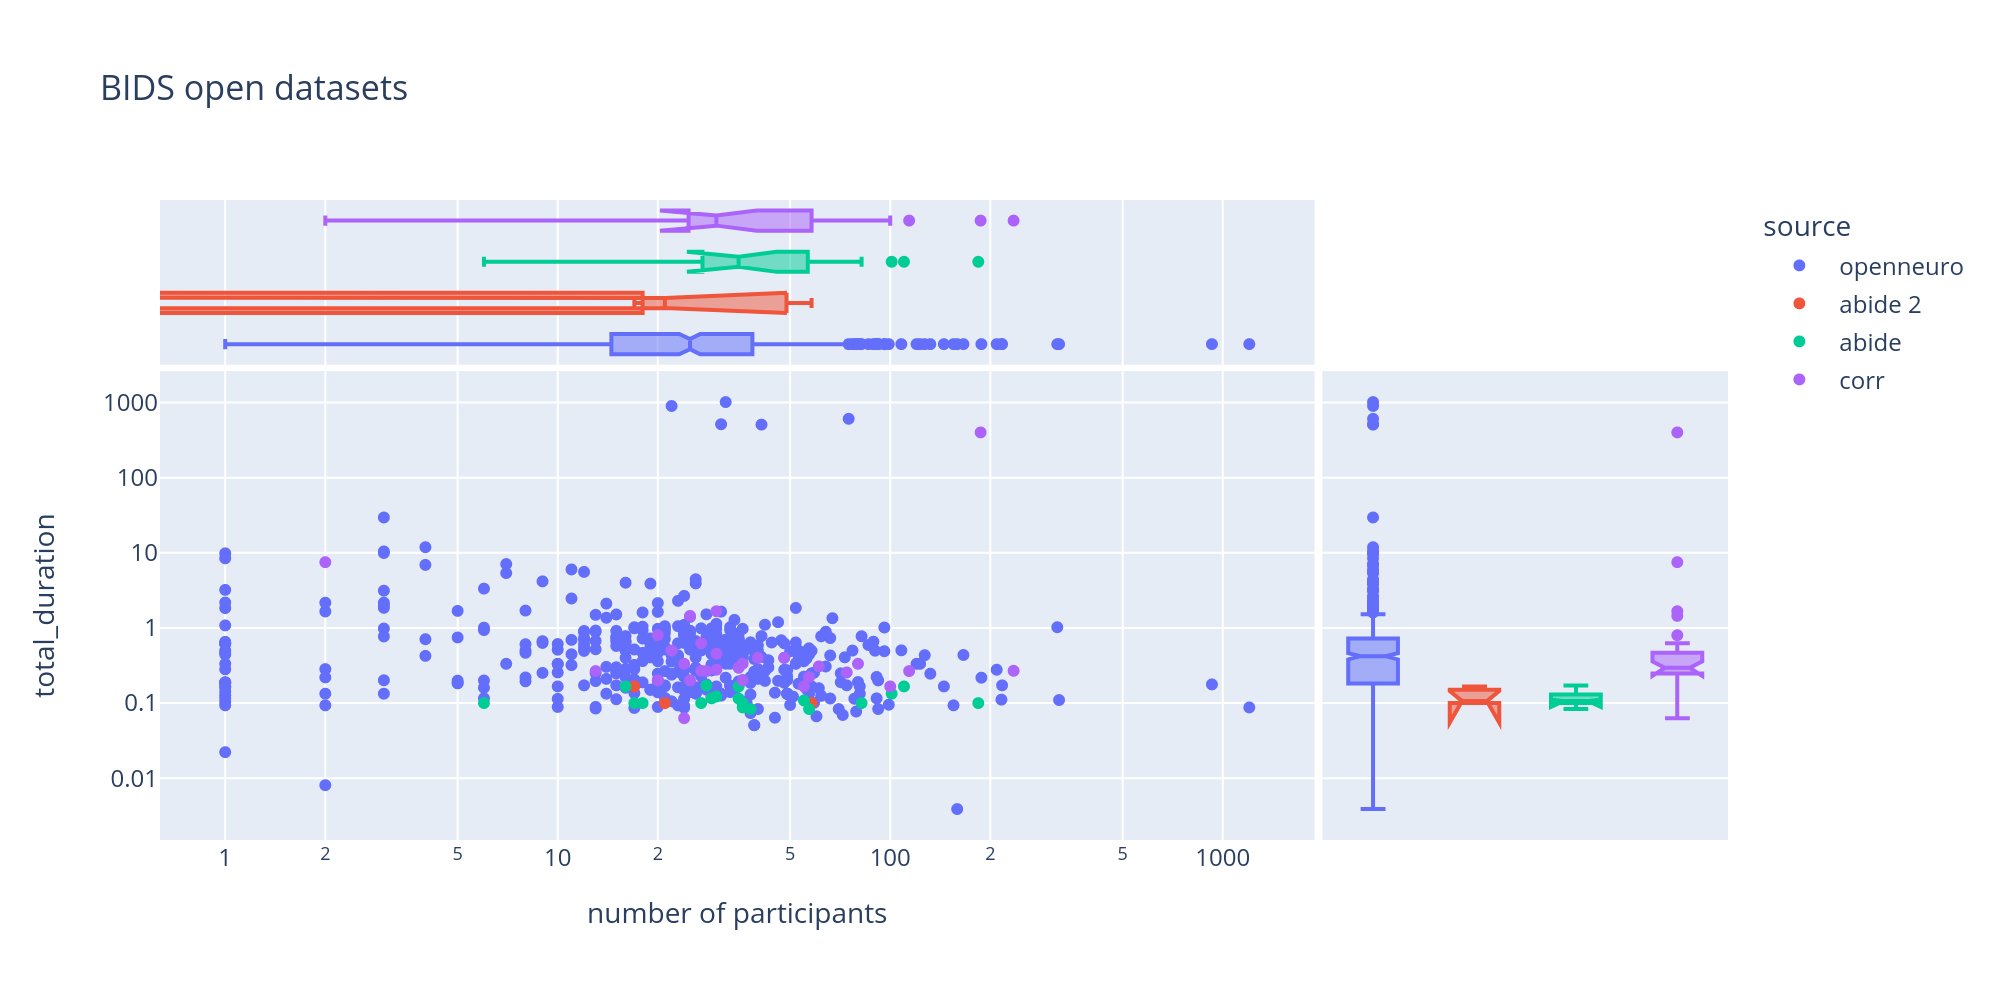 BIDS open datasets
source
openneuro
abide 2
abide
corr
1000
100
10
1
0.1
0.01
total_duration
1 2 5 10 2 5 100 2 5 1000
number of participants